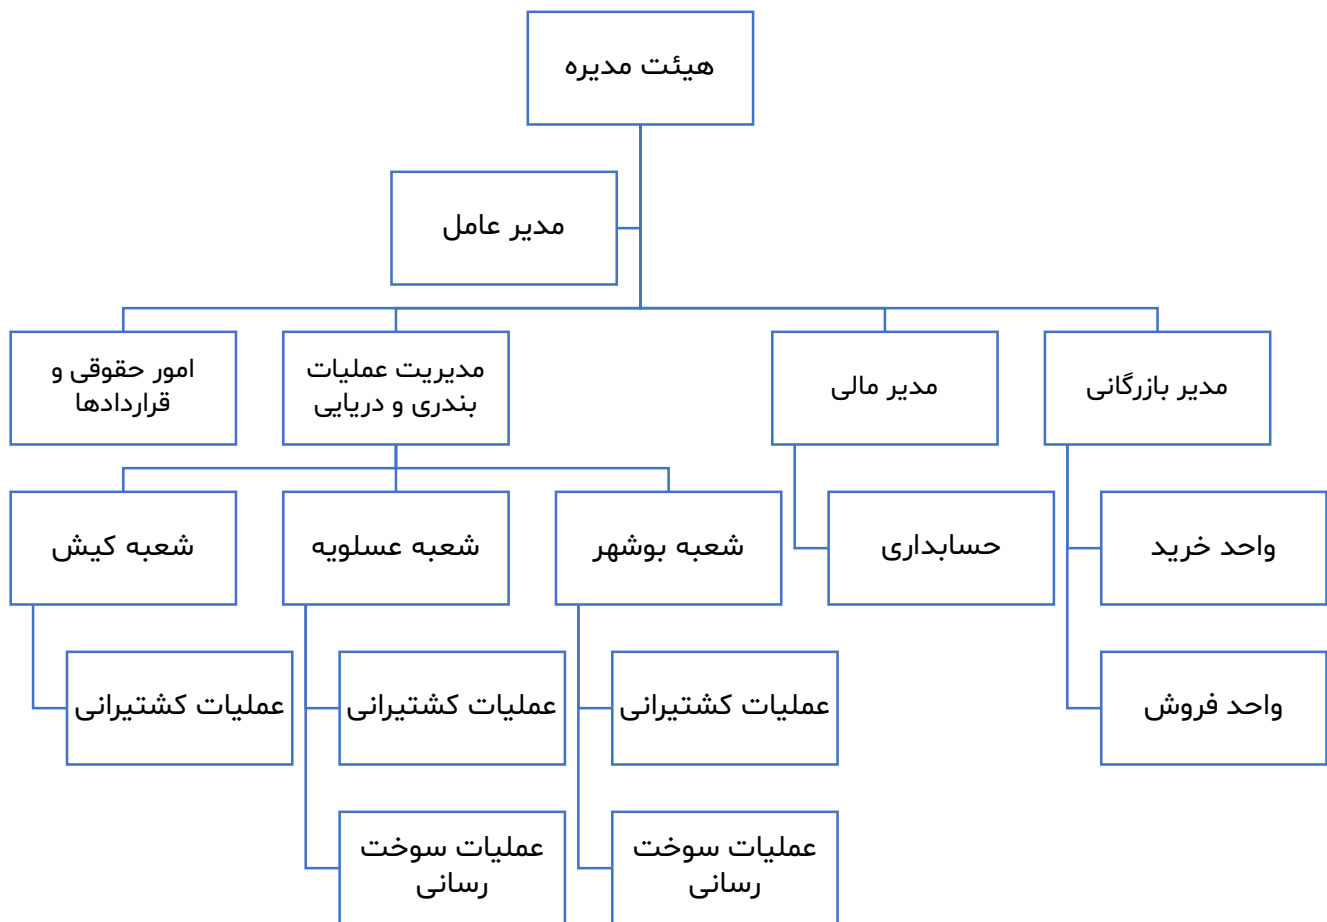 هیئت مدیره
مدیر عامل
مدیر بازرگانی
مدیر مالی
مدیریت عملیات
بندری و دریایی
امور حقوقی و
قراردادها
واحد خرید
حسابداری
شعبه بوشهر
شعبه عسلویه
شعبه کیش
واحد فروش
عملیات کشتیرانی
عملیات کشتیرانی
عملیات کشتیرانی
عملیات سوخت
رسانی
عملیات سوخت
رسانی